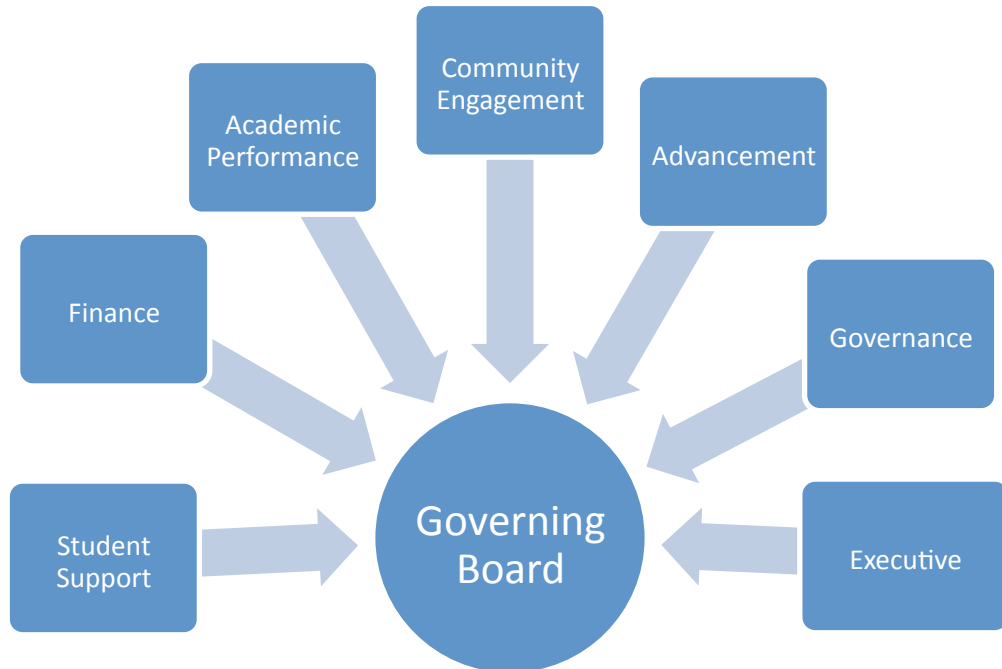 Community
Engagement
Academic
Performance
Advancement
Finance
Governance
Student
Support
Governing
Board
Executive